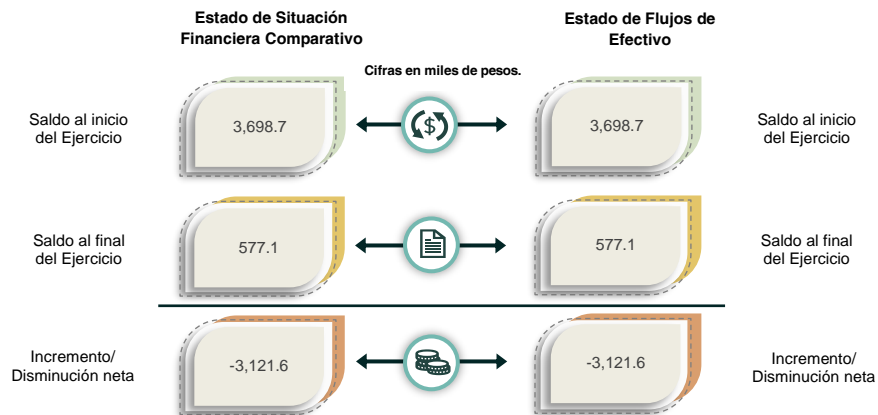 Estado de Situación
Financiera Comparativo
Estado de Flujos de
Efectivo
Cifras en miles de pesos.
Saldo al inicio
del Ejercicio
3,698.7
$
3,698.7
Saldo al inicio
del Ejercicio
Saldo al final
del Ejercicio
577.1
577.1
Saldo al final
del Ejercicio
Incremento/
Disminución neta
-3,121.6
-3,121.6
Incremento/
Disminución neta